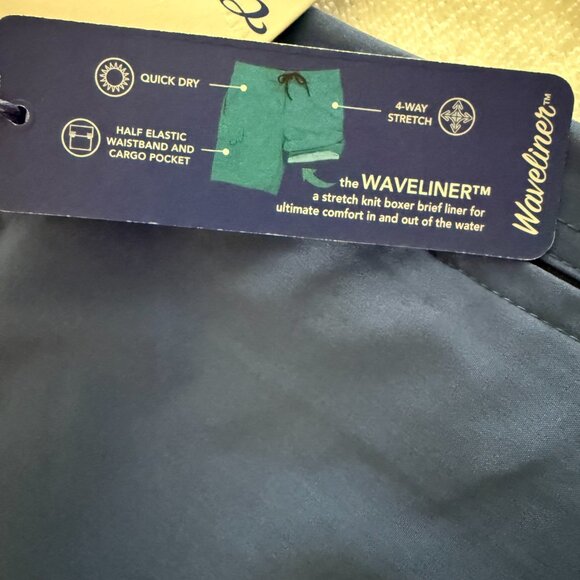 QUICK DRY
4-WAY
STRETCH
HALF ELASTIC
WAISTBAND AND
CARGO POCKET
the WAVELINER™
a stretch knit boxer brief liner for
ultimate comfort in and out of the water
Waveliner™